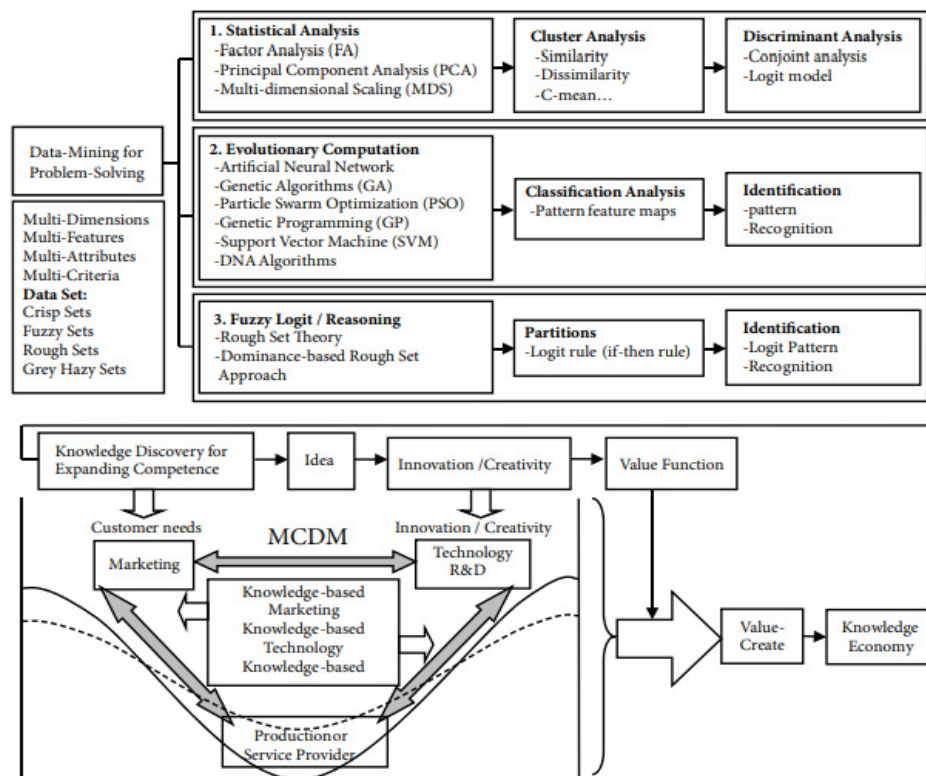 1. Statistical Analysis
-Factor Analysis (FA)
-Principal Component Analysis (PCA)
-Multi-dimensional Scaling (MDS)
Cluster Analysis
-Similarity
-Dissimilarity
-C-mean…
Discriminant Analysis
-Conjoint analysis
-Logit model
Data-Mining for
Problem-Solving
Multi-Dimensions
Multi-Features
Multi-Attributes
Multi-Criteria
Data Set:
Crisp Sets
Fuzzy Sets
Rough Sets
Grey Hazy Sets
2. Evolutionary Computation
-Artificial Neural Network
-Genetic Algorithms (GA)
-Particle Swarm Optimization (PSO)
-Genetic Programming (GP)
-Support Vector Machine (SVM)
-DNA Algorithms
Classification Analysis
-Pattern feature maps
Identification
-pattern
-Recognition
3. Fuzzy Logit / Reasoning
-Rough Set Theory
-Dominance-based Rough Set
Approach
Partitions
-Logit rule (if-then rule)
Identification
-Logit Pattern
-Recognition
Knowledge Discovery for
Expanding Competence
Idea
Innovation /Creativity
Value Function
Customer needs
Innovation / Creativity
MCDM
Marketing
Technology
R&D
Knowledge-based
Marketing
Knowledge-based
Technology
Knowledge-based
Productionor
Service Provider
Value-
Create
Knowledge
Economy